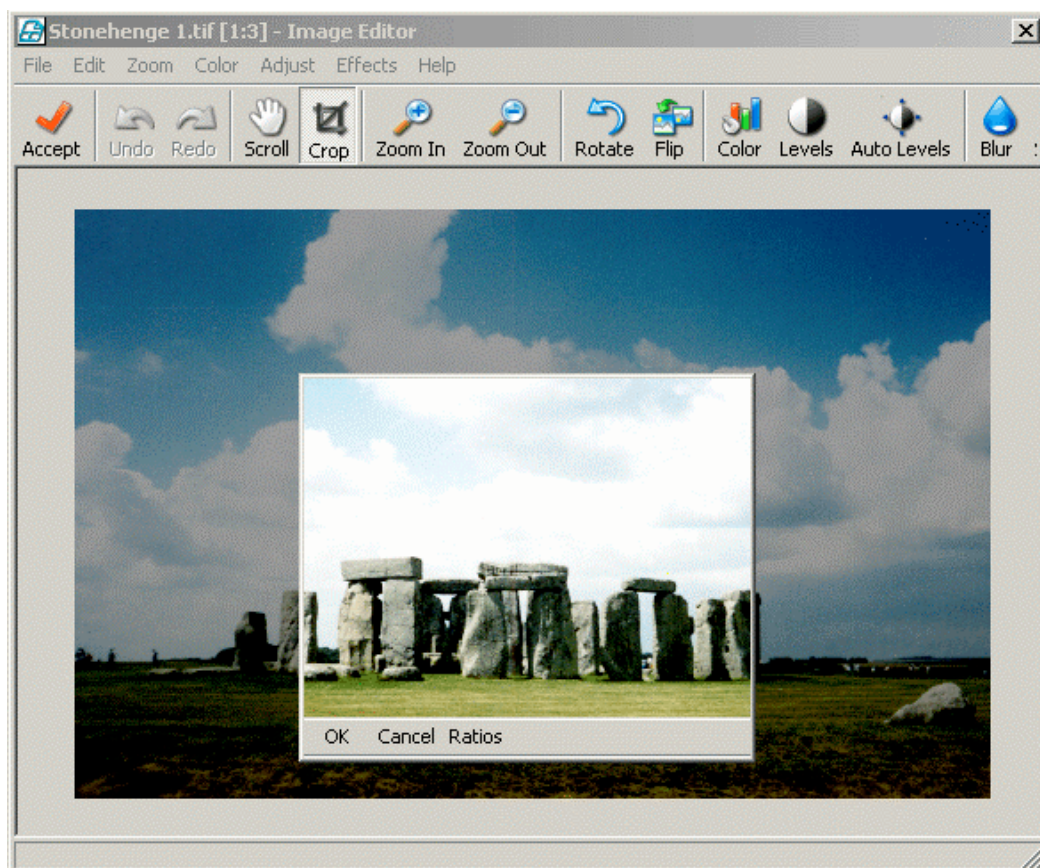 Stonehenge 1.tif [1:3] - Image Editor
File Edit Zoom Color Adjust Effects Help
Accept Undo Redo Scroll Crop Zoom In Zoom Out Rotate Flip Color Levels Auto Levels Blur
OK Cancel Ratios